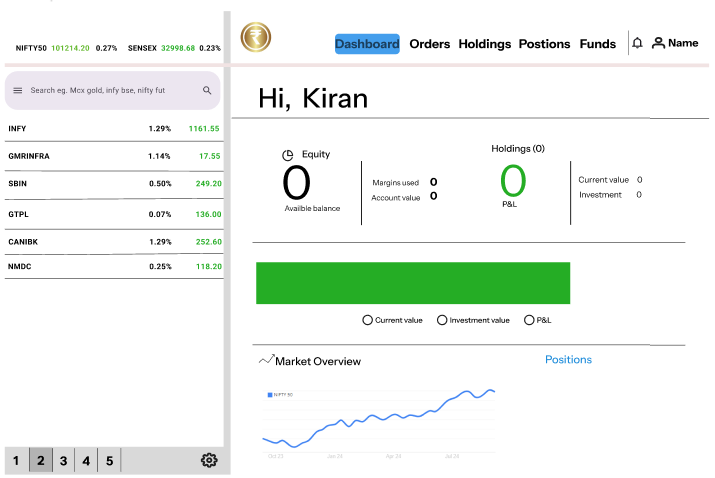 NIFTY50 101214.20 0.27% SENSEX 32998.68 0.23%
Dashboard Orders Holdings Postions Funds Name
Search eg. Mcx gold, infy bse, nifty fut
INFY 1.29% 1161.55
GMRINFRA 1.14% 17.55
SBIN 0.50% 249.20
GTPL 0.07% 136.00
CANIBK 1.29% 252.60
NMDC 0.25% 118.20
1 2 3 4 5
Hi, Kiran
Equity
0
Availble balance
Margins used 0
Account value 0
Holdings (0)
0
P&L
Current value 0
Investment 0
Current value Investment value P&L
Market Overview
Positions
NIFTY 50
Oct 23 Jan 24 Apr 24 Jul 24